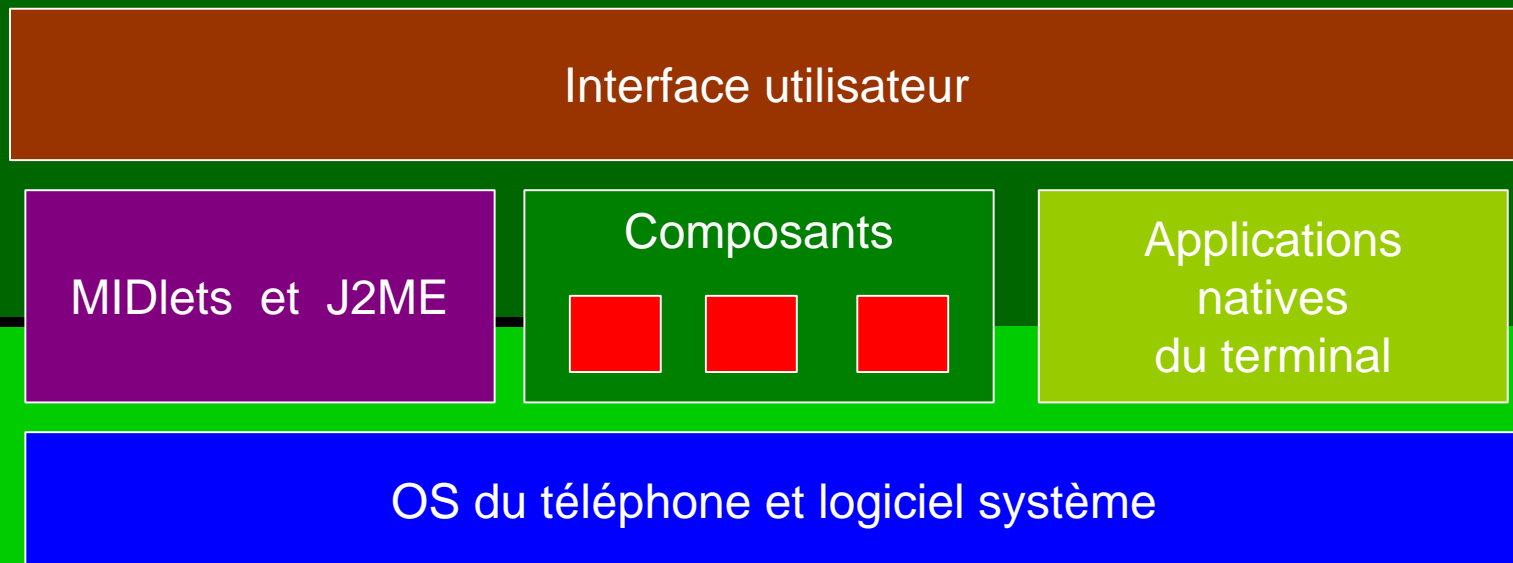 Interface utilisateur
MIDlets et J2ME
Composants
Applications
natives
du terminal
OS du téléphone et logiciel système